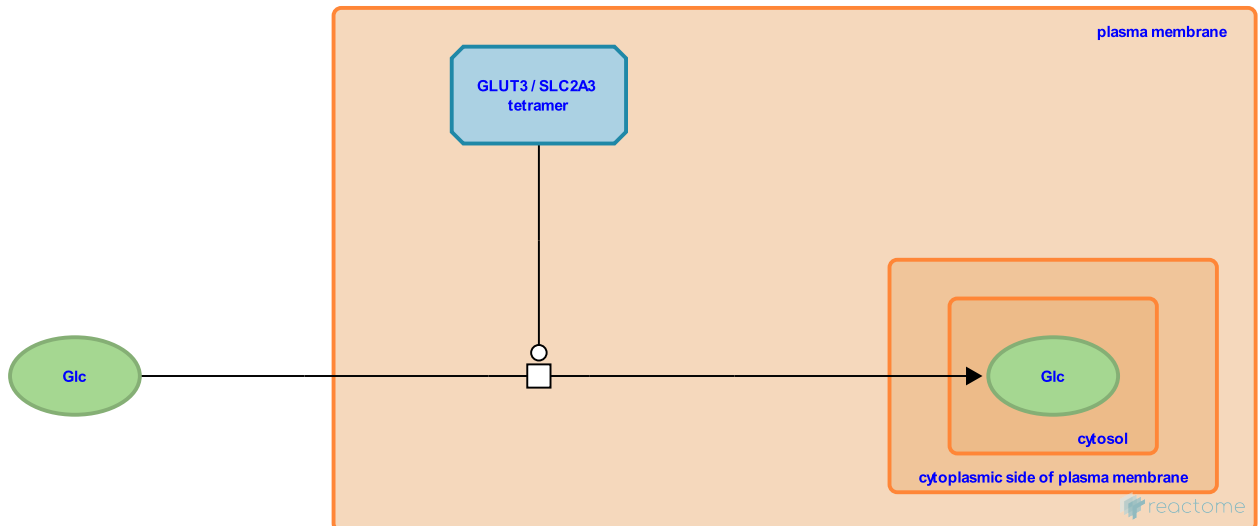 plasma membrane
GLUT3 / SLC2A3
tetramer
Glc
Glc
cytosol
cytoplasmic side of plasma membrane
reactome